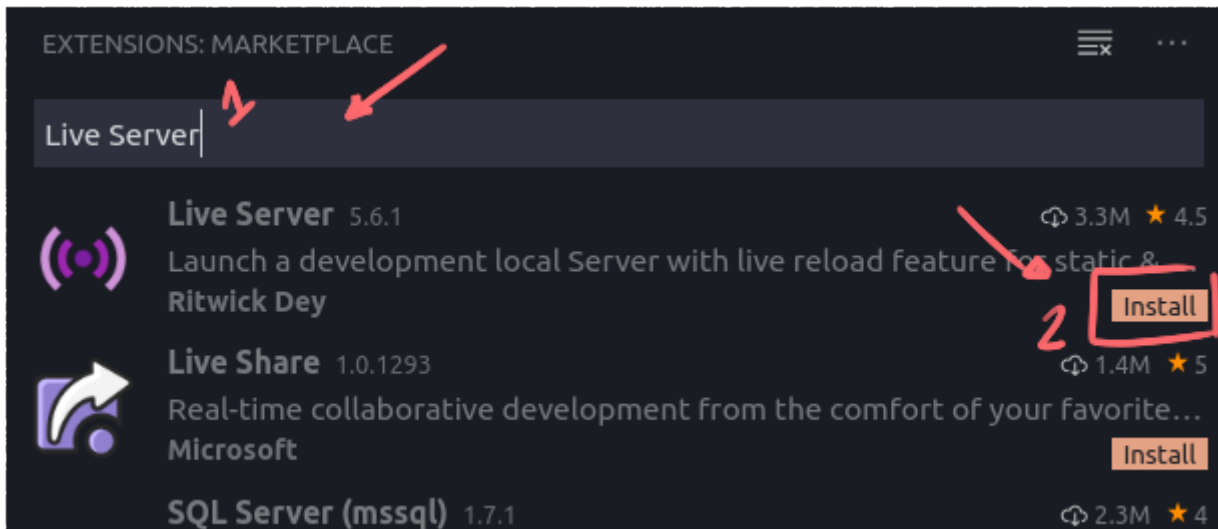 EXTENSIONS: MARKETPLACE
1
Live Server
Live Server 5.6.1 3.3M ★ 4.5
Launch a development local Server with live reload feature for static & ...
Ritwick Dey Install
2
Live Share 1.0.1293 1.4M ★ 5
Real-time collaborative development from the comfort of your favorite...
Microsoft Install
SQL Server (mssql) 1.7.1 2.3M ★ 4